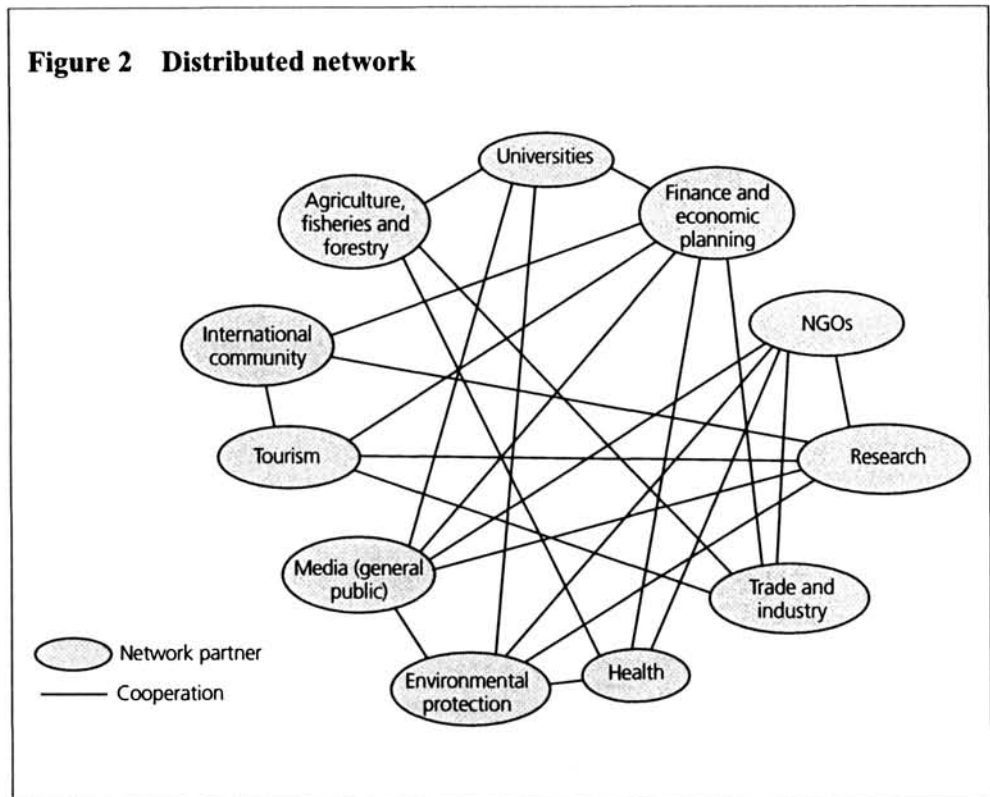 Figure 2 Distributed network
Universities
Finance and
economic
planning
Agriculture,
fisheries and
forestry
NGOs
International
community
Tourism
Research
Media (general
public)
Trade and
industry
Environmental
protection
Health
Network partner
Cooperation